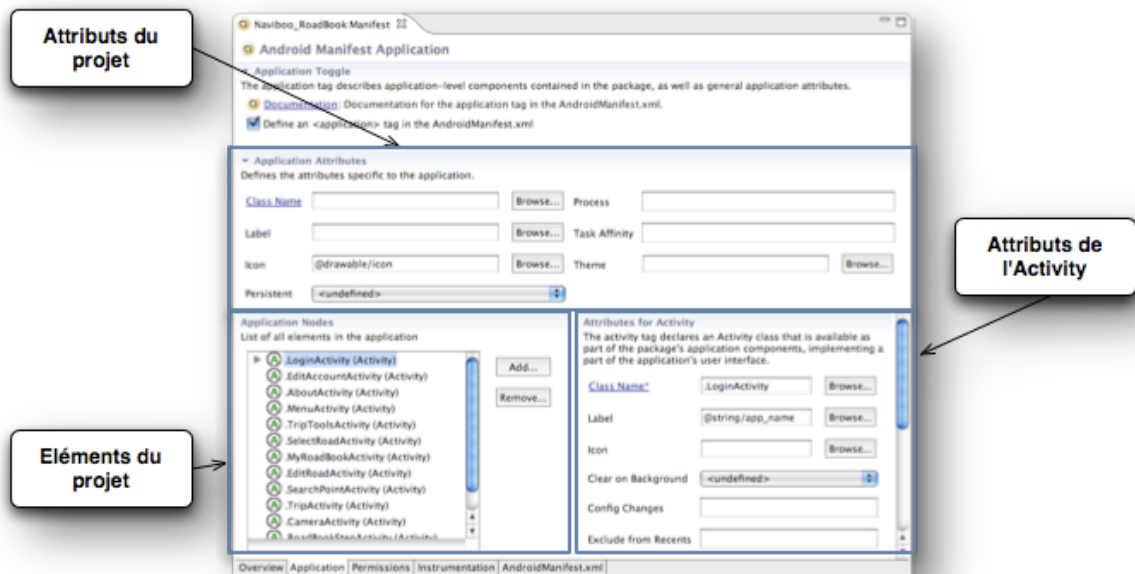 Attributs du
projet
Naviboo_RoadBook Manifest
Android Manifest Application
Application Toggle
The application tag describes application-level components contained in the package, as well as general application attributes.
Documentation: Documentation for the application tag in the AndroidManifest.xml.
Define an <application> tag in the AndroidManifest.xml
Application Attributes
Defines the attributes specific to the application.
Class Name Browse... Process
Label Browse... Task Affinity
Icon @drawable/icon Browse... Theme Browse...
Persistent <undefined>
Attributs de
l'Activity
Application Nodes
List of all elements in the application
.LoginActivity (Activity)
.EditAccountActivity (Activity)
.AboutActivity (Activity)
.MenuActivity (Activity)
.TripToolsActivity (Activity)
.SelectRoadActivity (Activity)
.MyRoadBookActivity (Activity)
.EditRoadActivity (Activity)
.SearchPointActivity (Activity)
.TripActivity (Activity)
.CameraActivity (Activity)
.RoadBookStepActivity (Activity)
Add...
Remove...
Attributes for Activity
The activity tag declares an Activity class that is available as
part of the package's application components, implementing a
part of the application's user interface.
Class Name* .LoginActivity Browse...
Label @string/app_name Browse...
Icon Browse...
Clear on Background <undefined>
Config Changes
Exclude from Recents
Eléments du
projet
Overview Application Permissions Instrumentation AndroidManifest.xml